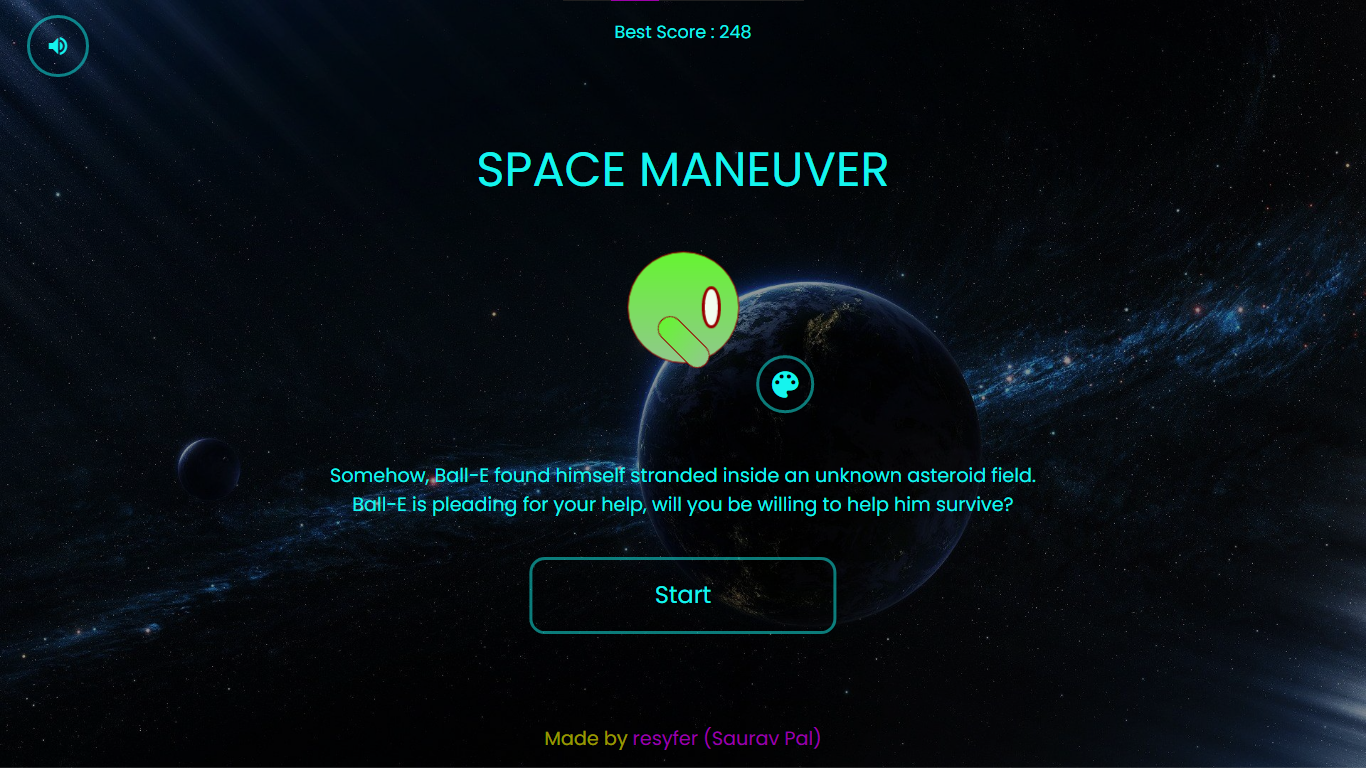 Best Score : 248
SPACE MANEUVER
Somehow, Ball-E found himself stranded inside an unknown asteroid field.
Ball-E is pleading for your help, will you be willing to help him survive?
Start
Made by resyfer (Saurav Pal)